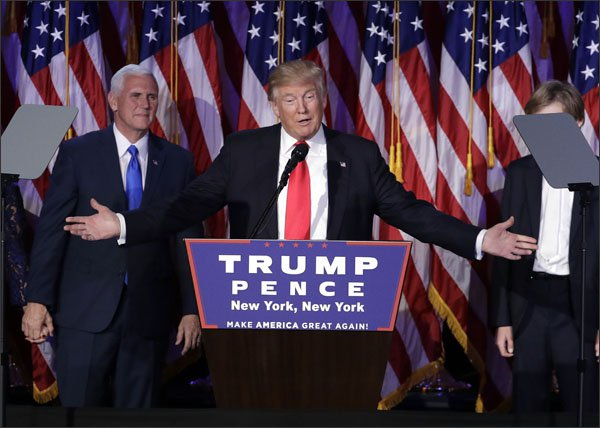 TRUMP
PENCE
New York, New York
MAKE AMERICA GREAT AGAIN!